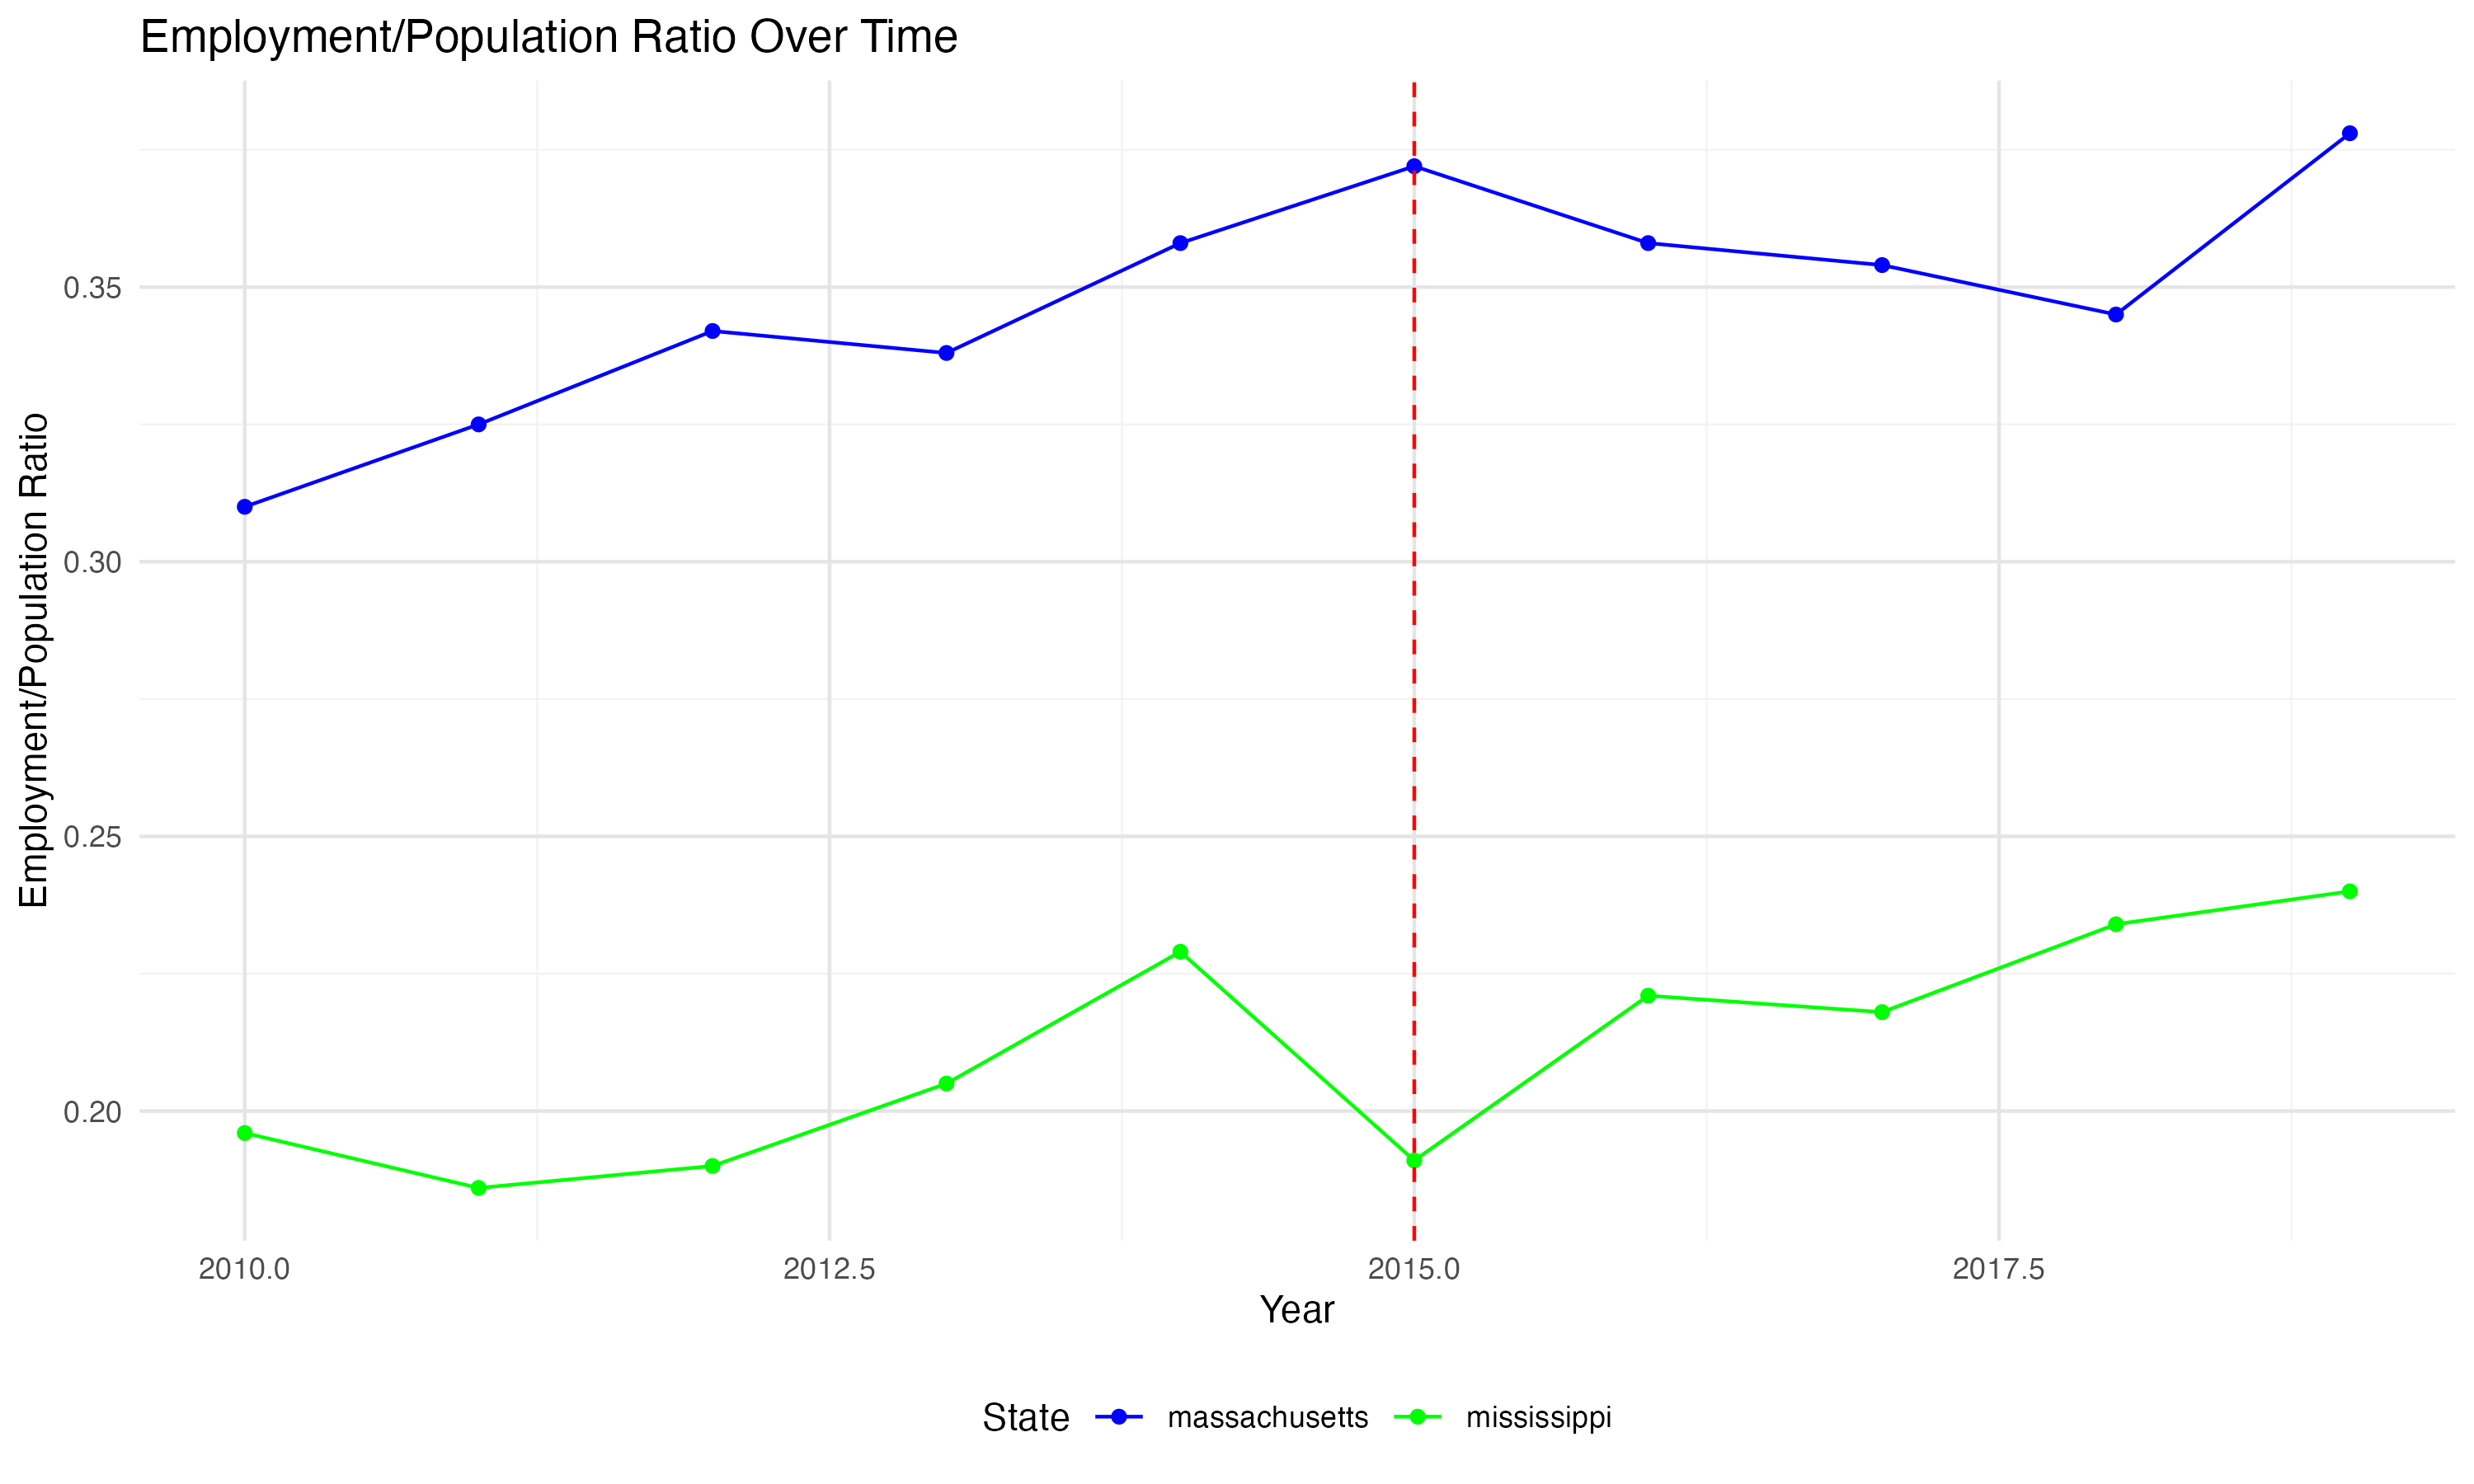 Employment/Population Ratio Over Time
Employment/Population Ratio
0.35
0.30
0.25
0.20
2010.0 2012.5 2015.0 2017.5
Year
State massachusetts mississippi